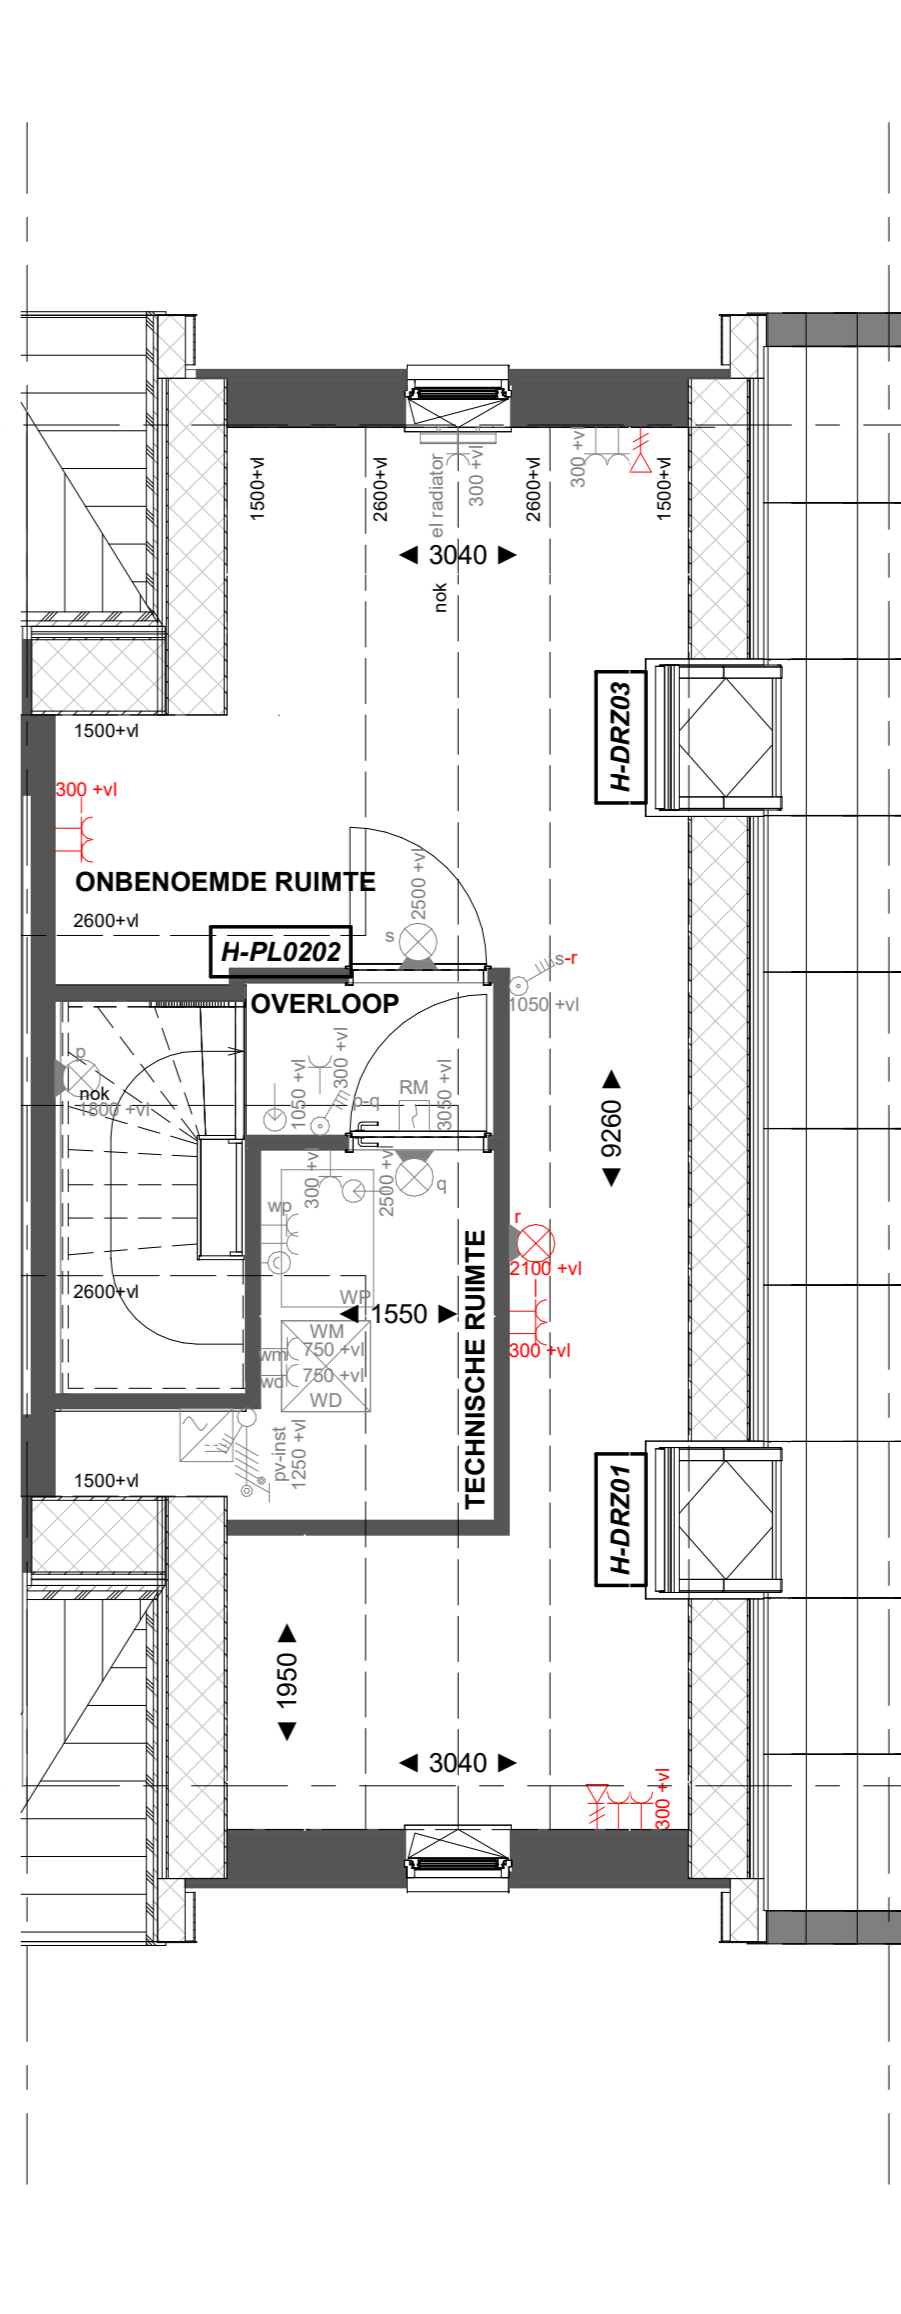 1500+vl
2600+vl
el radiator
300 +vl
2600+vl
300 +vl
1500+vl
3040
nok
H-DRZ03
1500+vl
300 +vl
ONBENOEMDE RUIMTE
2500 +vl
2600+vl
s
H-PL0202
s-r
1050 +vl
OVERLOOP
p
nok
1800 +vl
1050 +vl
300 +vl
p-q
RM
3050 +vl
9260
300 +vl
2500 +vl
q
wp
r
2100 +vl
2600+vl
WP
1550
TECHNISCHE RUIMTE
WM
750 +vl
wm
300 +vl
750 +vl
wd
WD
pv-inst
1250 +vl
1500+vl
H-DRZ01
1950
3040
300 +vl